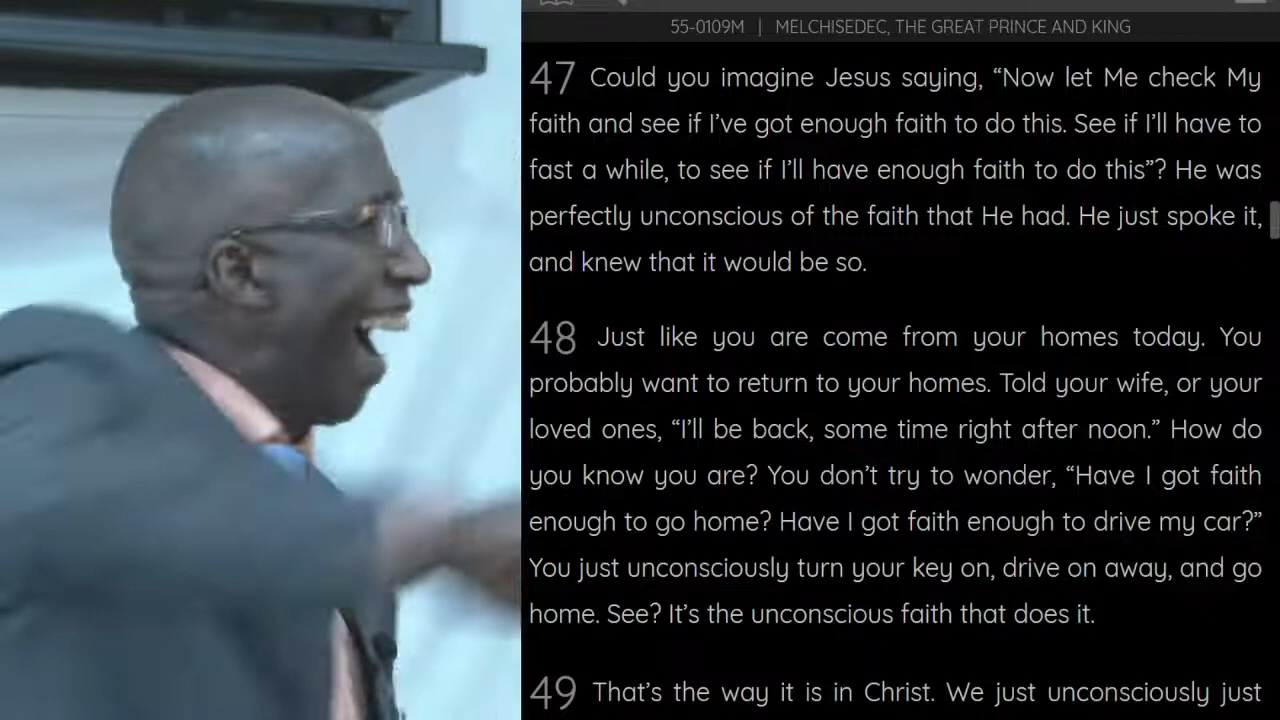 55-0109M | MELCHISEDEC, THE GREAT PRINCE AND KING
47 Could you imagine Jesus saying, “Now let Me check My
faith and see if I’ve got enough faith to do this. See if I’ll have to
fast a while, to see if I’ll have enough faith to do this”? He was
perfectly unconscious of the faith that He had. He just spoke it,
and knew that it would be so.
48 Just like you are come from your homes today. You
probably want to return to your homes. Told your wife, or your
loved ones, “I’ll be back, some time right after noon.” How do
you know you are? You don’t try to wonder, “Have I got faith
enough to go home? Have I got faith enough to drive my car?”
You just unconsciously turn your key on, drive on away, and go
home. See? It’s the unconscious faith that does it.
49 That’s the way it is in Christ. We just unconsciously just